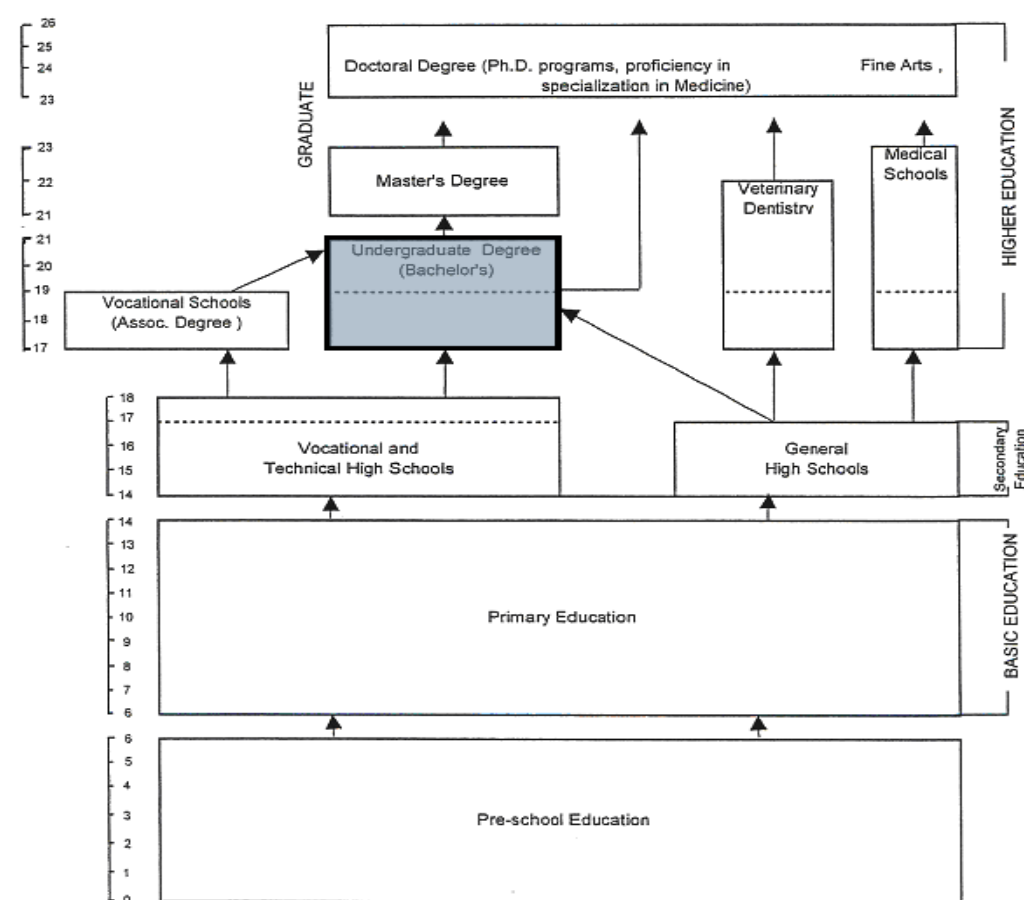 26
25
24
23
Doctoral Degree (Ph.D. programs, proficiency in
specialization in Medicine)
Fine Arts ,
GRADUATE
HIGHER EDUCATION
23
22
21
Master's Degree
Veterinary
Dentistry
Medical
Schools
21
20
19
18
17
Undergraduate Degree
(Bachelor's)
Vocational Schools
(Assoc. Degree )
18
17
16
15
14
Vocational and
Technical High Schools
General
High Schools
Secondary
Education
14
13
12
11
10
9
8
7
6
Primary Education
BASIC EDUCATION
6
5
4
3
2
1
0
Pre-school Education